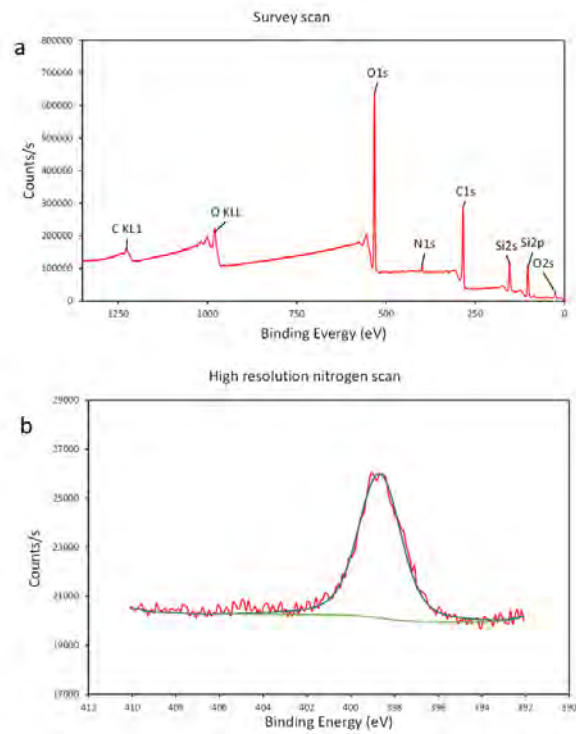 Survey scan
a
800000
700000
600000
500000
400000
300000
200000
100000
0
Counts/s
C KL1
O KLL
O1s
N1s
C1s
Si2s
Si2p
O2s
1250
1000
750
500
250
0
Binding Evergy (eV)
High resolution nitrogen scan
b
29000
27000
25000
23000
21000
19000
17000
Counts/s
412
410
408
406
404
402
400
398
396
394
392
390
Binding Energy (eV)